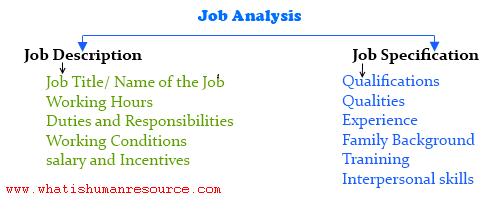 Job Analysis
Job Description
Job Title/ Name of the Job
Working Hours
Duties and Responsibilities
Working Conditions
salary and Incentives
Job Specification
Qualifications
Qualities
Experience
Family Background
Tranining
Interpersonal skills
www.whatishumanresource.com